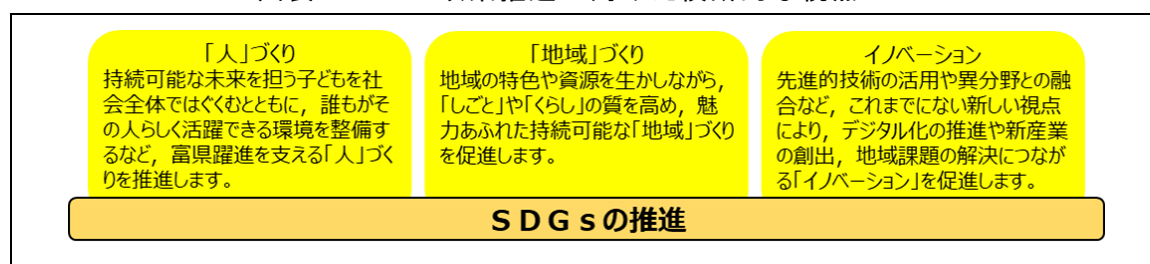 「人」づくり
持続可能な未来を担う子どもを社
会全体ではぐくむとともに，誰もがそ
の人らしく活躍できる環境を整備す
るなど，富県躍進を支える「人」づく
りを推進します。
「地域」づくり
地域の特色や資源を生かしながら，
「しごと」や「くらし」の質を高め，魅
力あふれた持続可能な「地域」づくり
を促進します。
イノベーション
先進的技術の活用や異分野との融
合など，これまでにない新しい視点
により，デジタル化の推進や新産業
の創出，地域課題の解決につなが
る「イノベーション」を促進します。
ＳＤＧｓの推進